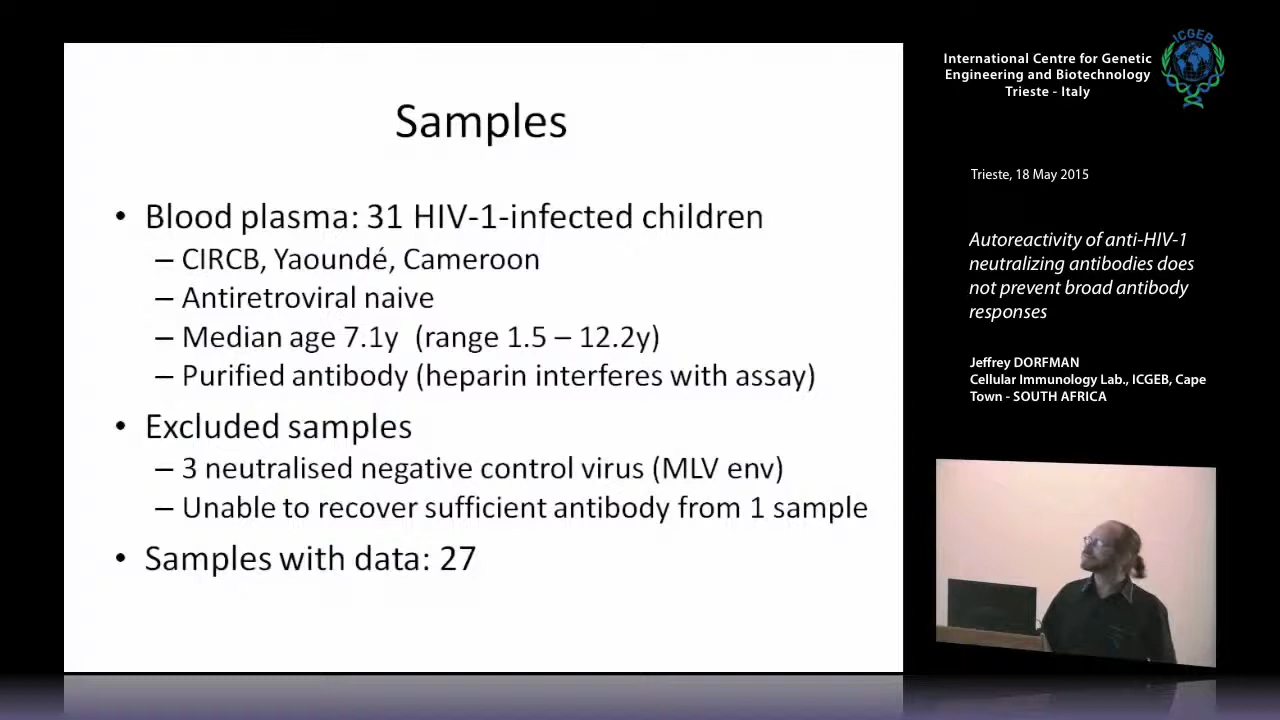 Samples
• Blood plasma: 31 HIV-1-infected children
– CIRCB, Yaoundé, Cameroon
– Antiretroviral naive
– Median age 7.1y (range 1.5 – 12.2y)
– Purified antibody (heparin interferes with assay)
• Excluded samples
– 3 neutralised negative control virus (MLV env)
– Unable to recover sufficient antibody from 1 sample
• Samples with data: 27
International Centre for Genetic
Engineering and Biotechnology
Trieste - Italy
ICGEB
Trieste, 18 May 2015
Autoreactivity of anti-HIV-1
neutralizing antibodies does
not prevent broad antibody
responses
Jeffrey DORFMAN
Cellular Immunology Lab., ICGEB, Cape
Town - SOUTH AFRICA